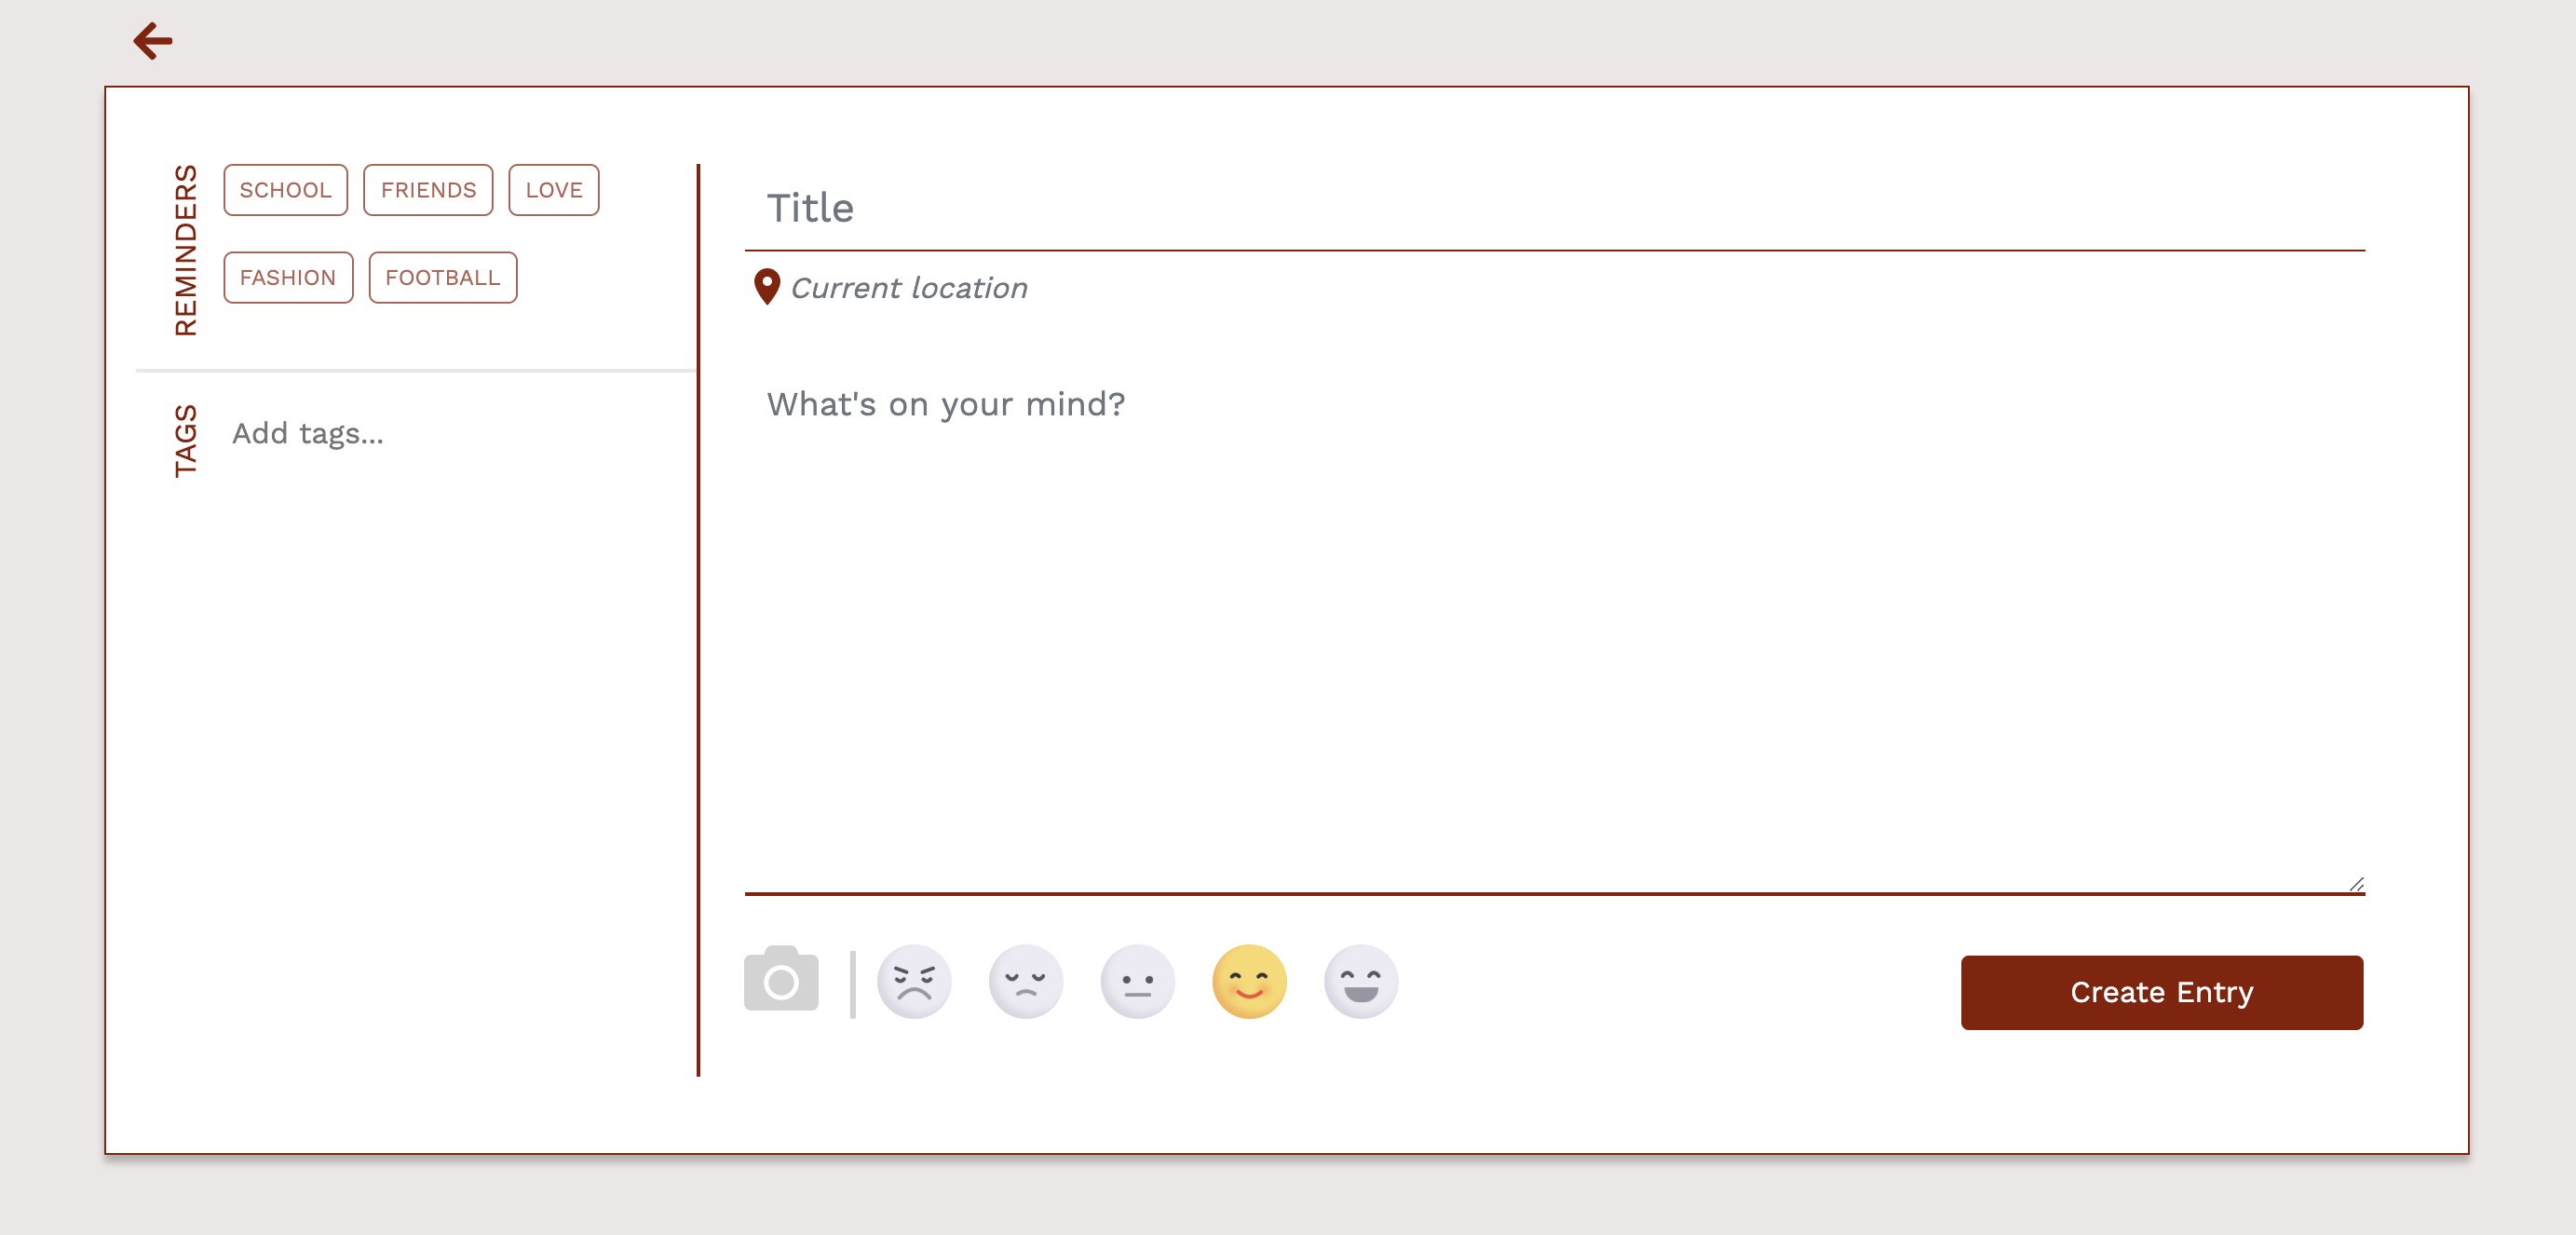 REMINDERS
SCHOOL FRIENDS LOVE
FASHION FOOTBALL
TAGS
Add tags...
Title
Current location
What's on your mind?
Create Entry